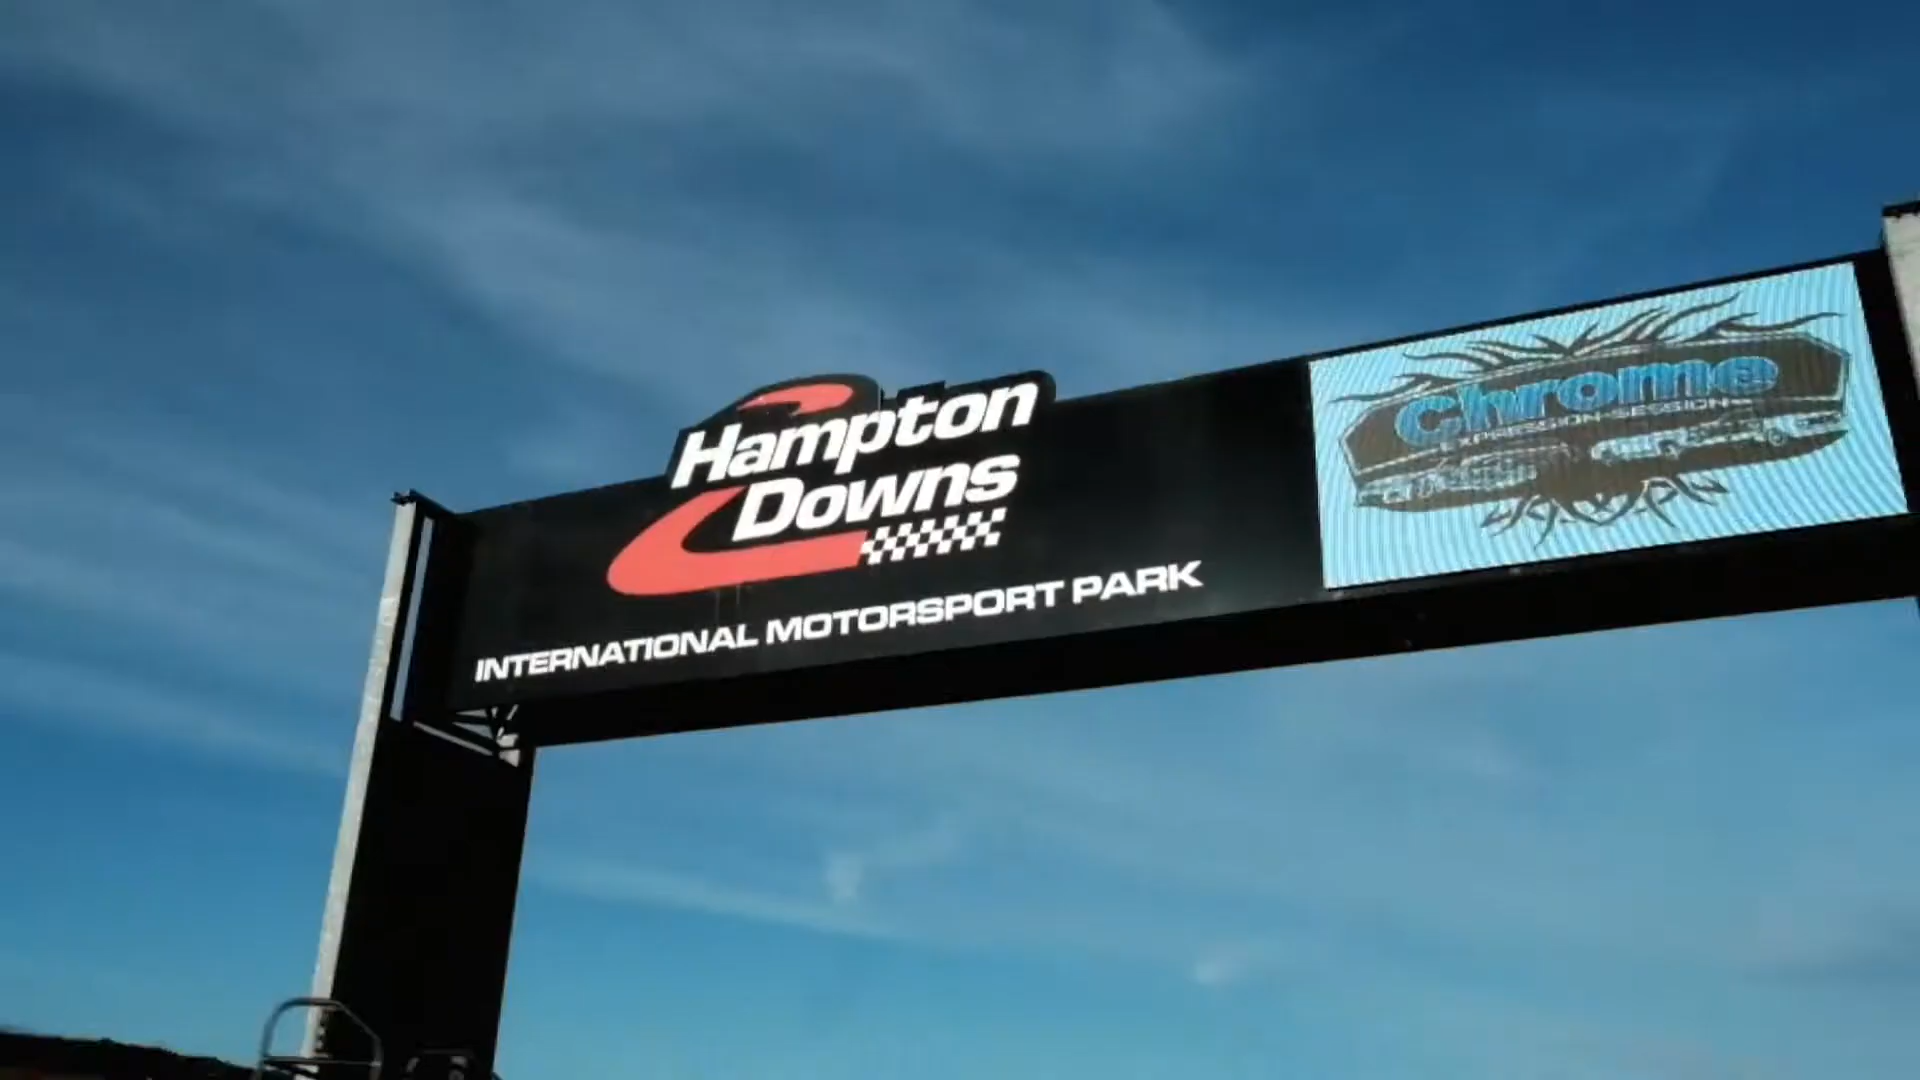 Hampton
Downs
INTERNATIONAL MOTORSPORT PARK
Chrome
EXPRESSION-SESSION